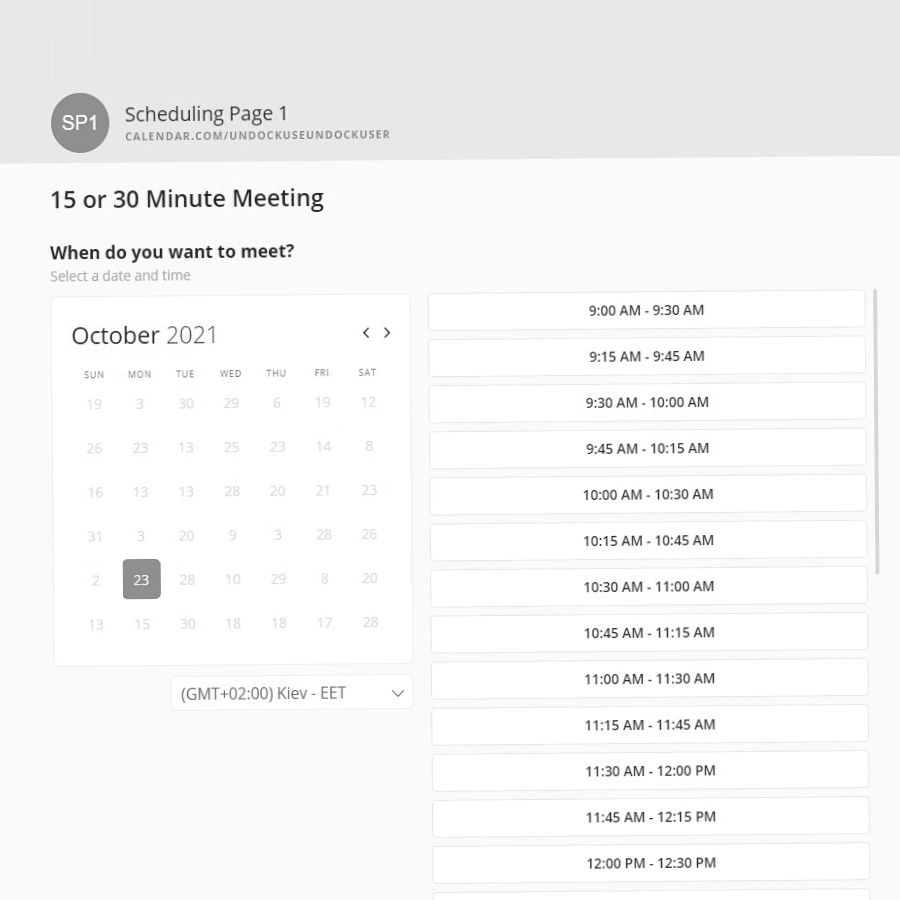 SP1
Scheduling Page 1
CALENDAR.COM/UNDOCKUSEUNDOCKUSER
15 or 30 Minute Meeting
When do you want to meet?
Select a date and time
October 2021
SUN MON TUE WED THU FRI SAT
19 3 30 29 6 19 12
26 23 13 25 23 14 8
16 13 13 28 20 21 23
31 3 20 9 3 28 26
2 23 28 10 29 8 20
13 15 30 18 18 17 28
(GMT+02:00) Kiev - EET
9:00 AM - 9:30 AM
9:15 AM - 9:45 AM
9:30 AM - 10:00 AM
9:45 AM - 10:15 AM
10:00 AM - 10:30 AM
10:15 AM - 10:45 AM
10:30 AM - 11:00 AM
10:45 AM - 11:15 AM
11:00 AM - 11:30 AM
11:15 AM - 11:45 AM
11:30 AM - 12:00 PM
11:45 AM - 12:15 PM
12:00 PM - 12:30 PM